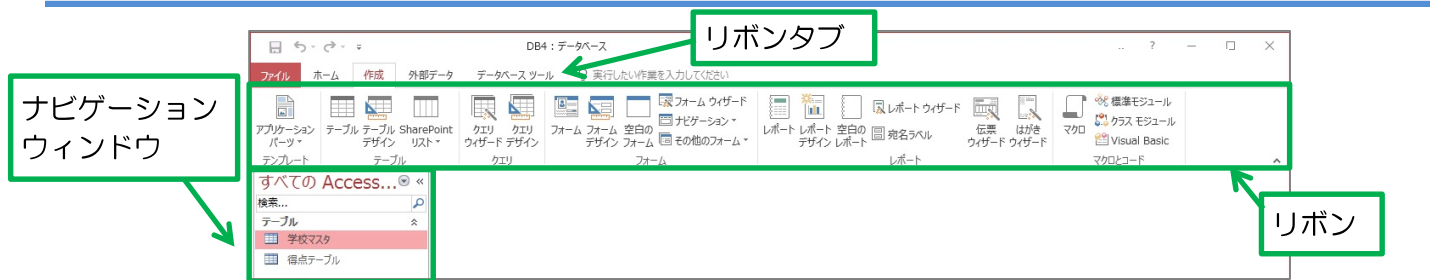 DB4 : データベース
リボンタブ
ファイル ホーム 作成 外部データ データベース ツール 実行したい作業を入力してください
ナビゲーション
ウィンドウ
アプリケーション
パーツ
テーブル
テーブル
デザイン
SharePoint
リスト
クエリ
ウィザード
クエリ
デザイン
フォーム
フォーム
デザイン
空白の
フォーム
フォーム ウィザード
ナビゲーション
その他のフォーム
レポート
レポート
デザイン
空白の
レポート
レポート ウィザード
宛名ラベル
伝票
ウィザード
はがき
ウィザード
マクロ
標準モジュール
クラス モジュール
Visual Basic
テンプレート テーブル クエリ フォーム レポート マクロとコード
すべての Access...
検索...
テーブル
学校マスタ
得点テーブル
リボン